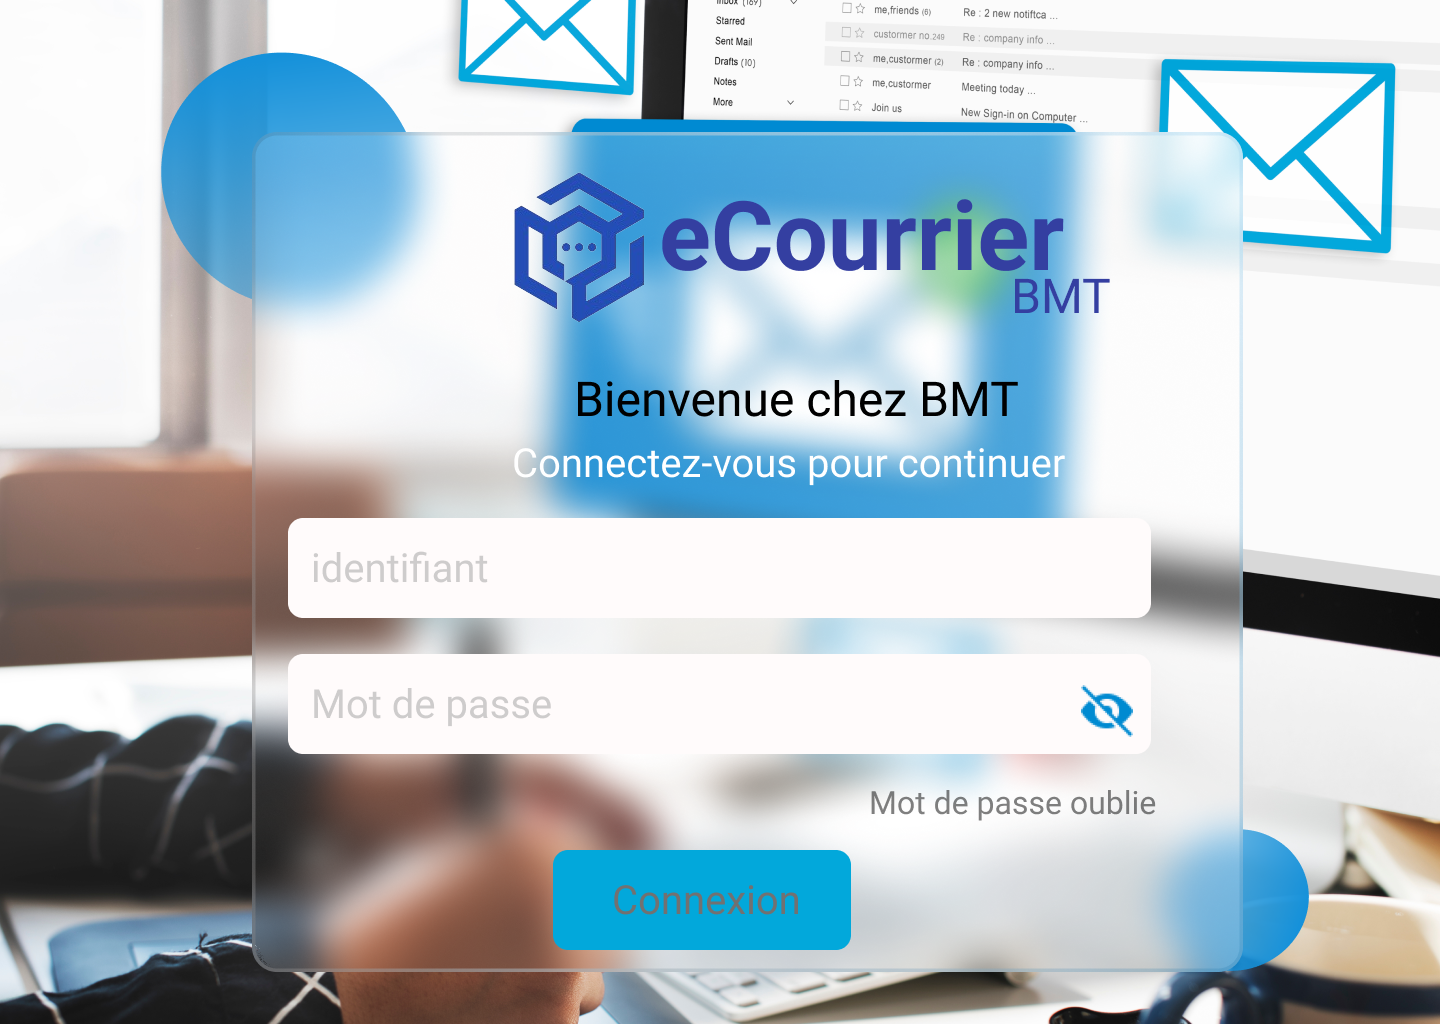 Inbox (169)
Starred
Sent Mail
Drafts (10)
Notes
More
me,friends (6) Re : 2 new notiftca ...
custormer no.249 Re : company info ...
me,custormer (2) Re : company info ...
me,custormer Meeting today ...
Join us New Sign-in on Computer ...
eCourrier
BMT
Bienvenue chez BMT
Connectez-vous pour continuer
identifiant
Mot de passe
Mot de passe oublie
Connexion